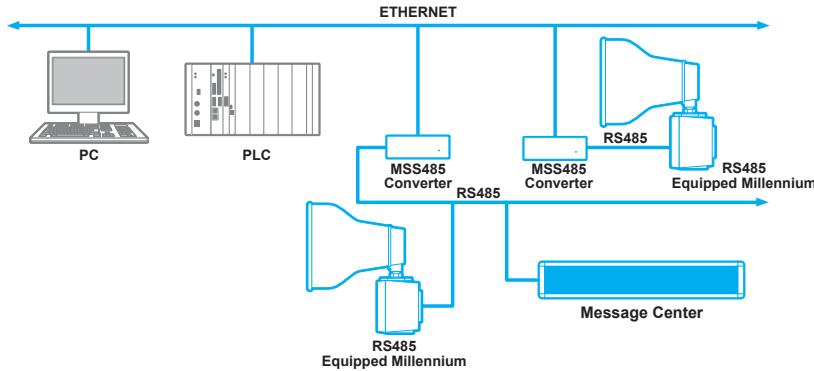 ETHERNET
PC
PLC
MSS485
Converter
MSS485
Converter
RS485
RS485
Equipped Millennium
RS485
RS485
Equipped Millennium
Message Center